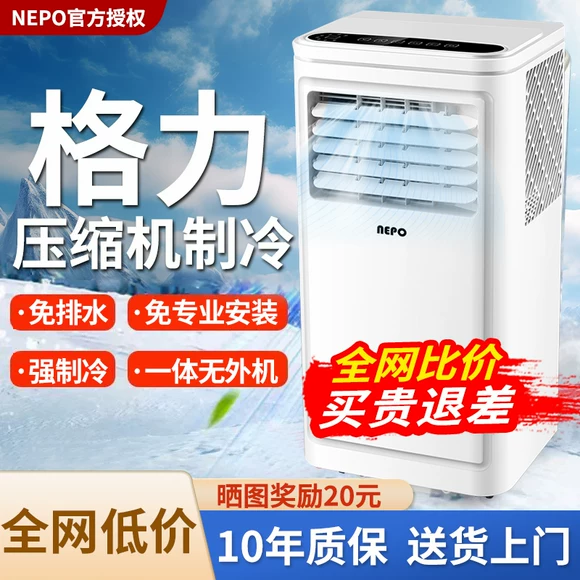 NEPO官方授权
格力
压缩机制冷
免排水
免专业安装
强制冷
一体无外机
NEPO
全网比价
买贵退差
晒图奖励20元
全网低价
10年质保 送货上门